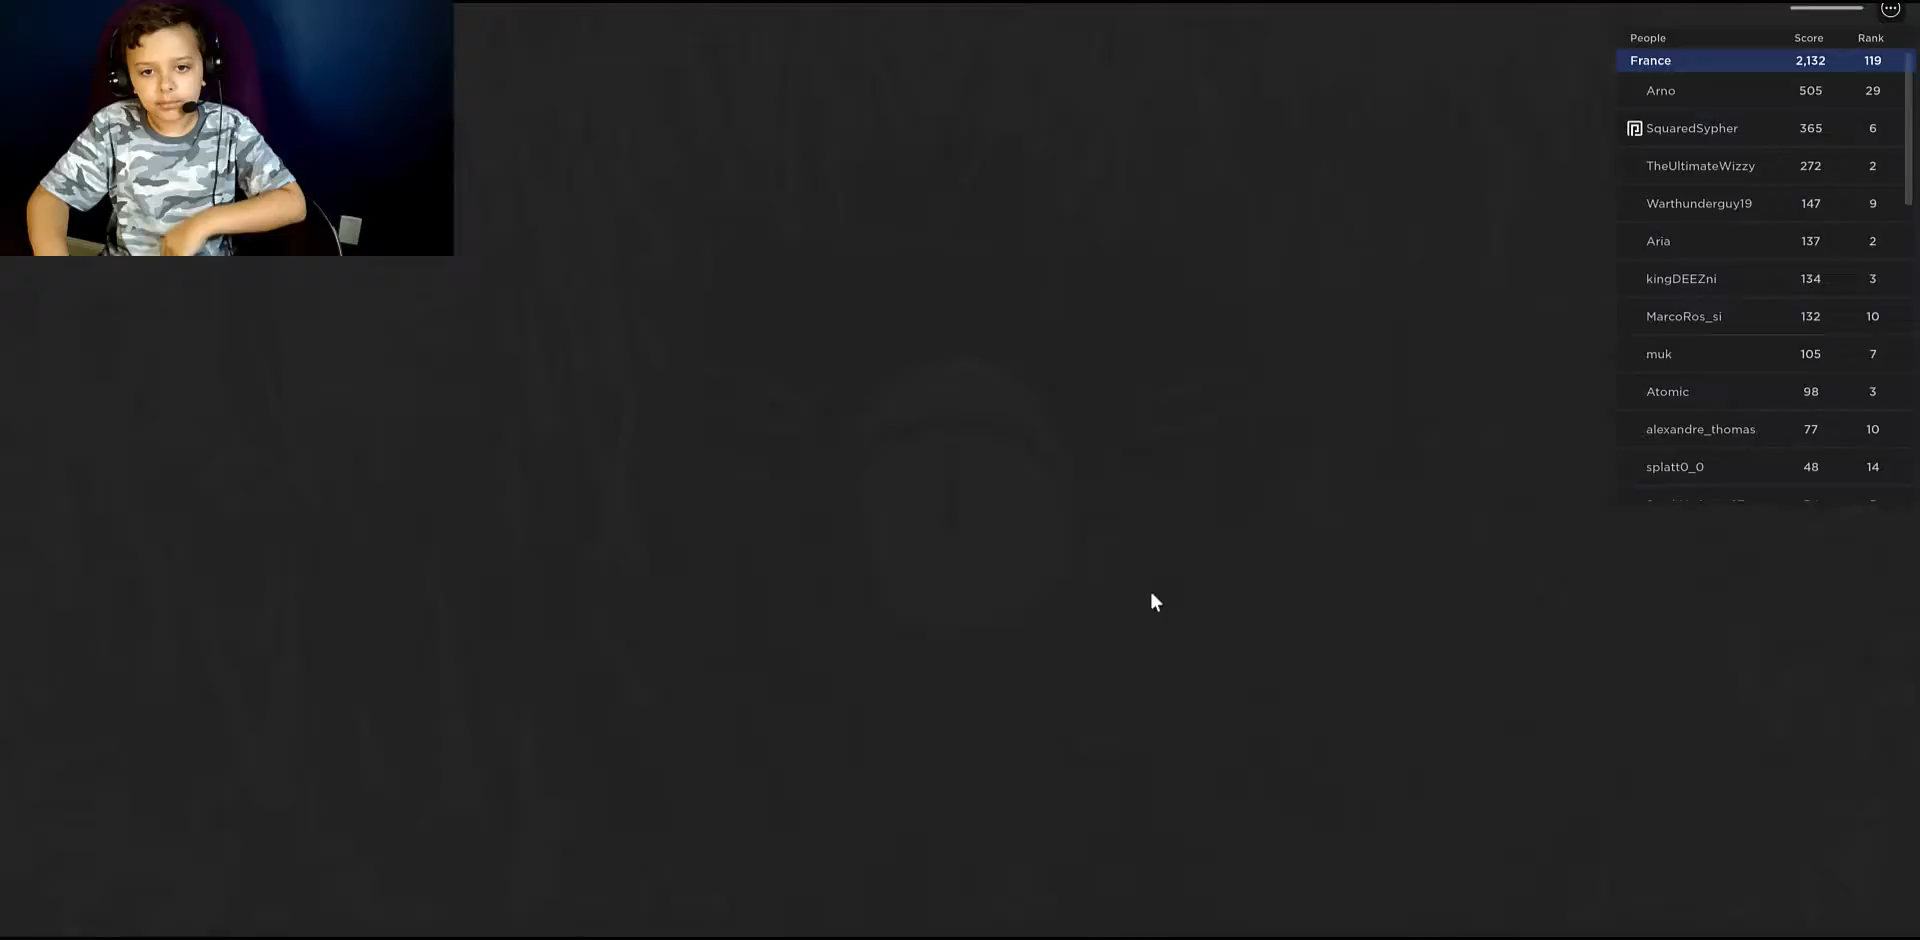 People Score Rank
France 2,132 119
Arno 505 29
SquaredSypher 365 6
TheUltimateWizzy 272 2
Warthunderguy19 147 9
Aria 137 2
kingDEEZni 134 3
MarcoRos_si 132 10
muk 105 7
Atomic 98 3
alexandre_thomas 77 10
splatt0_0 48 14